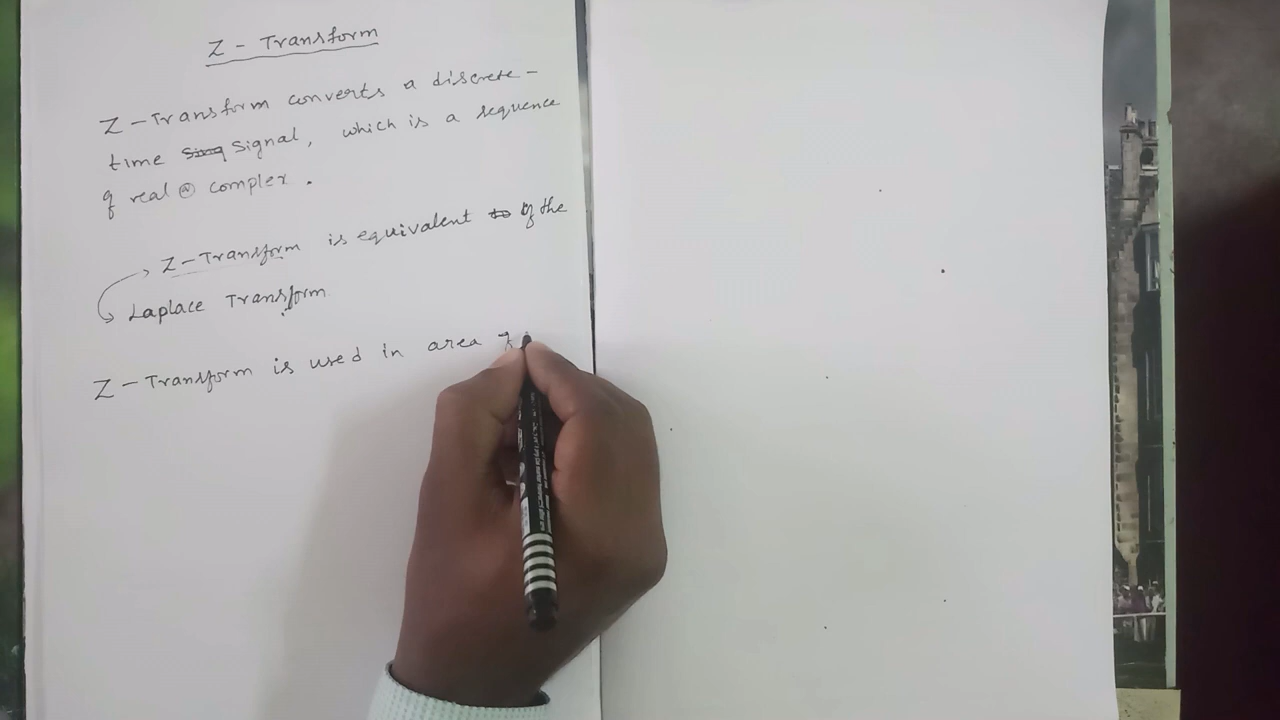 Z - Transform
Z - Transform converts a discrete -
time Signal, which is a sequence
of real or complex .
Z - Transform is equivalent to of the
Laplace Transform
Z - Transform is used in area of